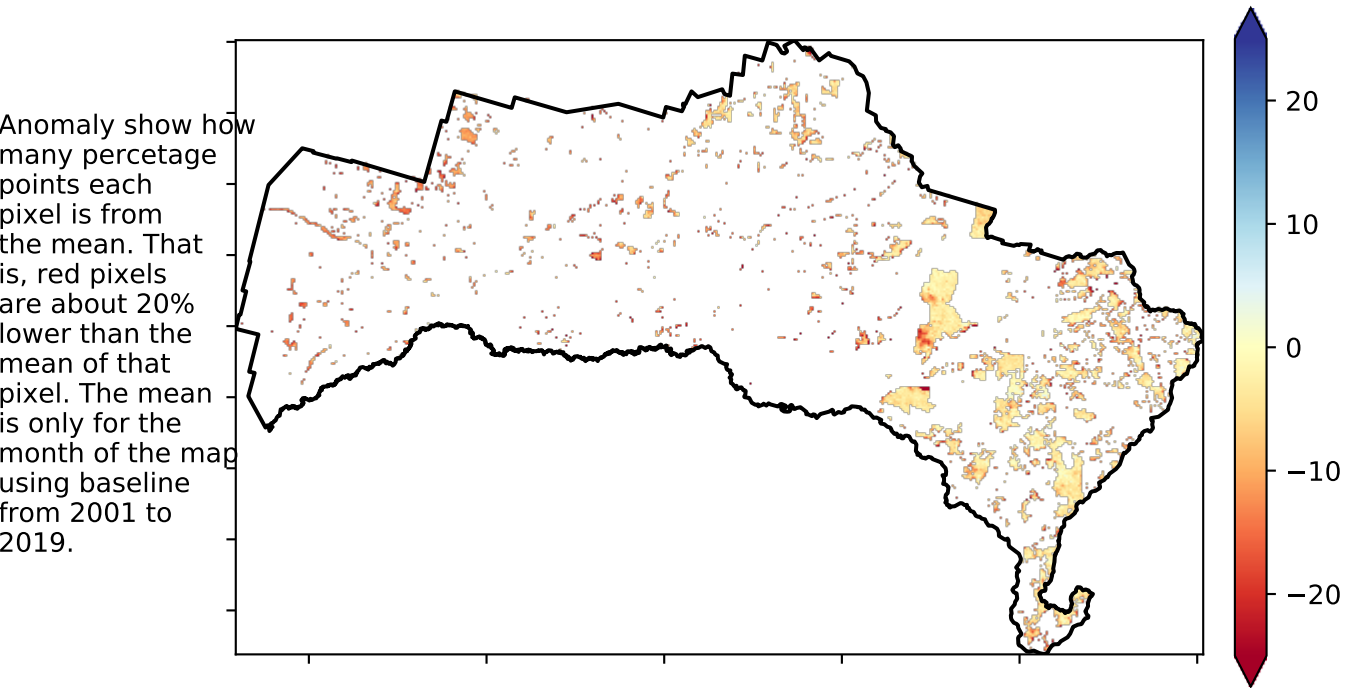 Anomaly show how
many percetage
points each
pixel is from
the mean. That
is, red pixels
are about 20%
lower than the
mean of that
pixel. The mean
is only for the
month of the map
using baseline
from 2001 to
2019.
20
10
0
−10
−20